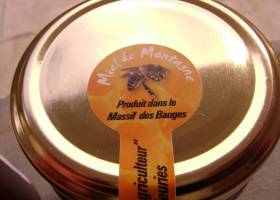 Miel de Montagne
Produit dans le
Massif des Bauges
griculteur"
euries